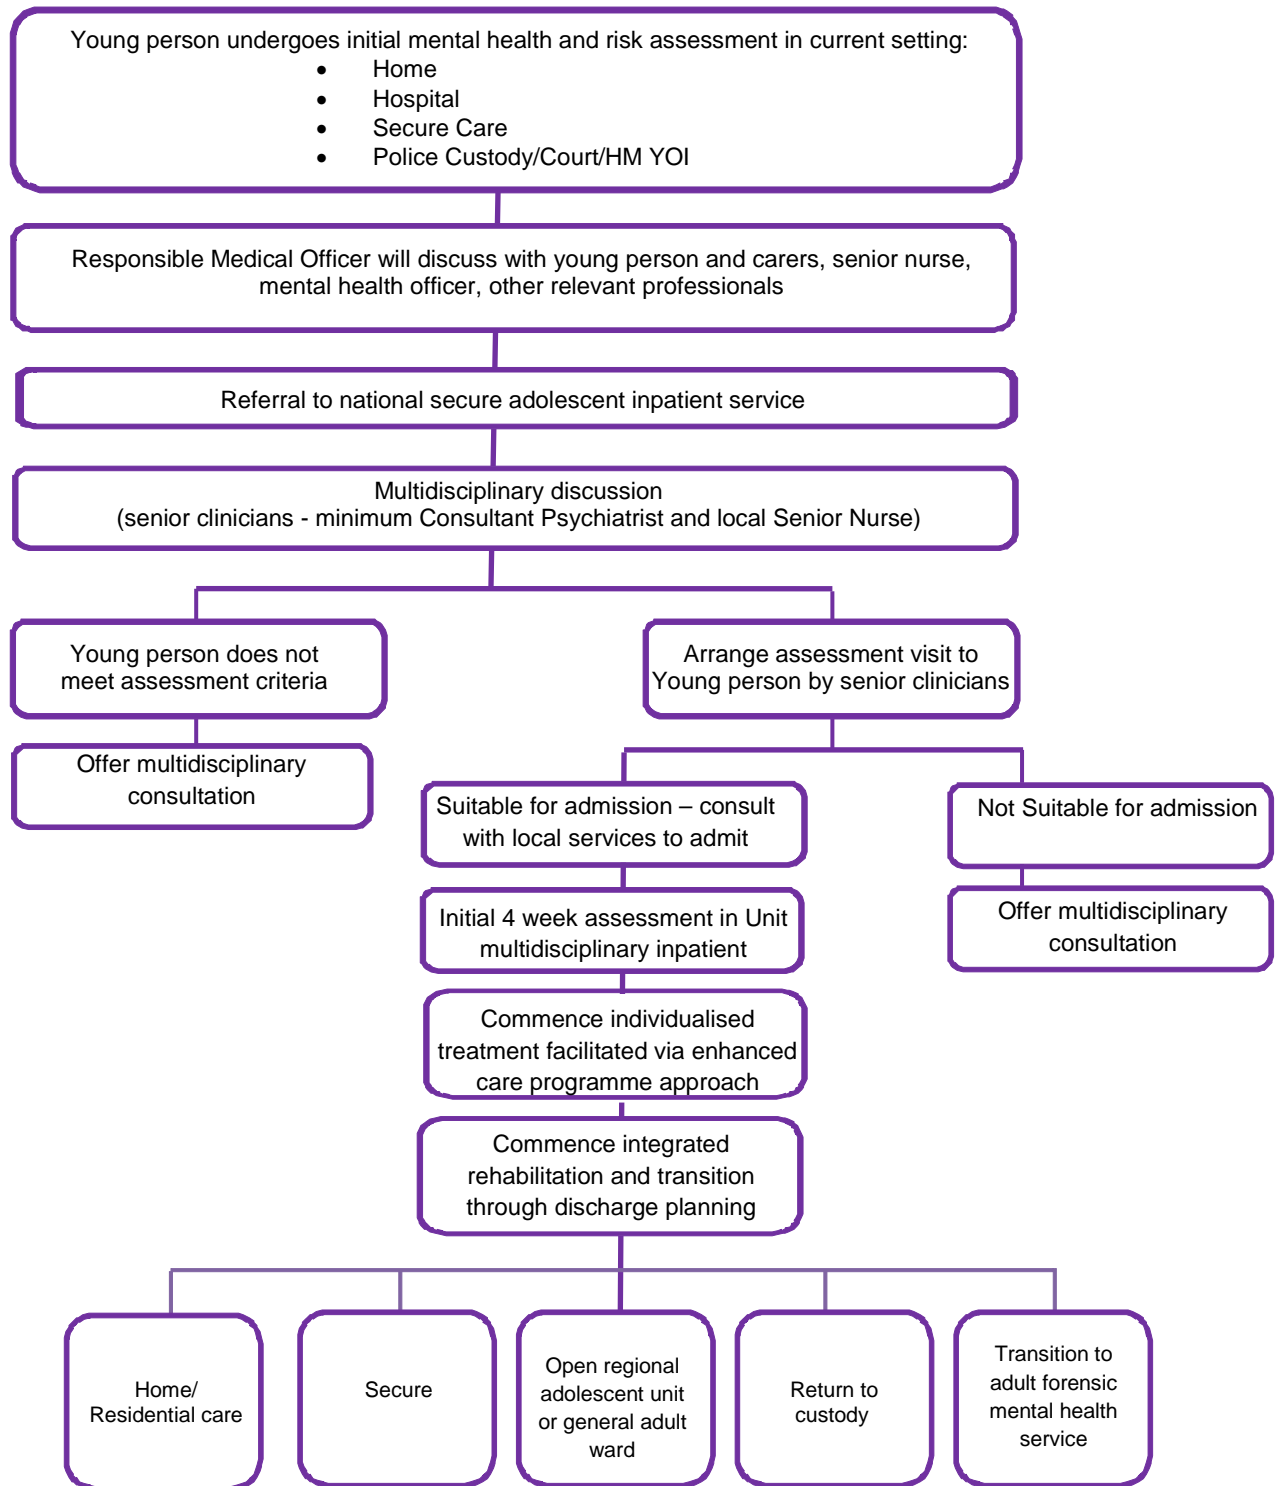 Young person undergoes initial mental health and risk assessment in current setting:
• Home
• Hospital
• Secure Care
• Police Custody/Court/HM YOI
Responsible Medical Officer will discuss with young person and carers, senior nurse,
mental health officer, other relevant professionals
Referral to national secure adolescent inpatient service
Multidisciplinary discussion
(senior clinicians - minimum Consultant Psychiatrist and local Senior Nurse)
Young person does not
meet assessment criteria
Arrange assessment visit to
Young person by senior clinicians
Offer multidisciplinary
consultation
Suitable for admission – consult
with local services to admit
Not Suitable for admission
Initial 4 week assessment in Unit
multidisciplinary inpatient
Offer multidisciplinary
consultation
Commence individualised
treatment facilitated via enhanced
care programme approach
Commence integrated
rehabilitation and transition
through discharge planning
Home/
Residential care
Secure
Open regional
adolescent unit
or general adult
ward
Return to
custody
Transition to
adult forensic
mental health
service